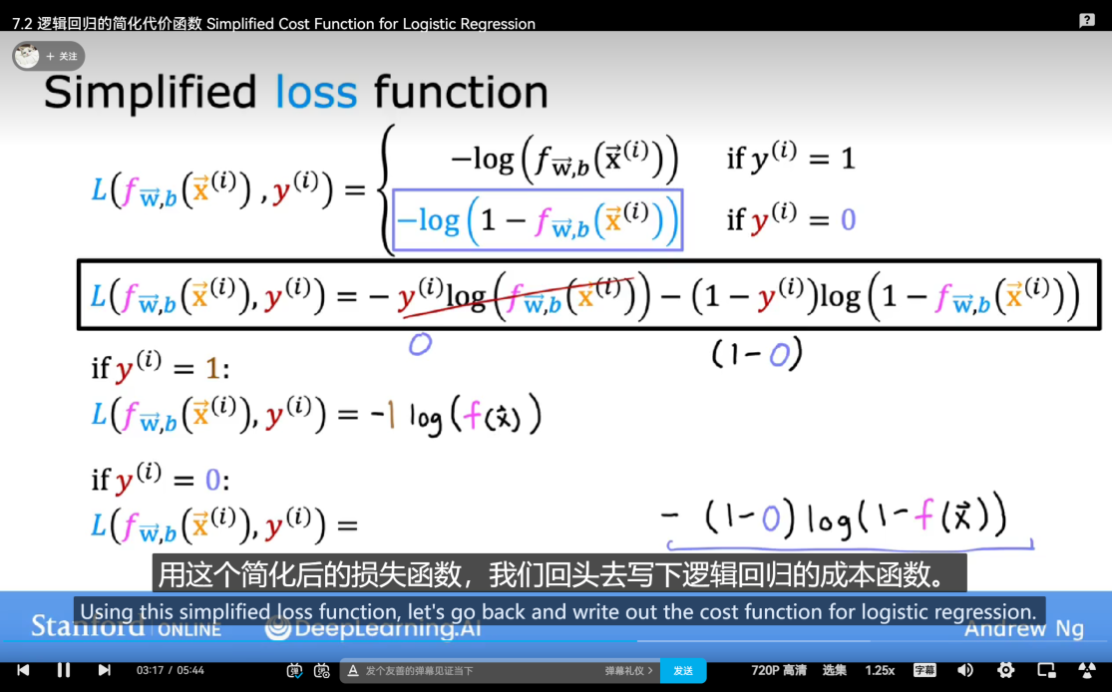 7.2 逻辑回归的简化代价函数 Simplified Cost Function for Logistic Regression
?
+ 关注
Simplified loss function
L(f_{\vec{w},b}(\vec{x}^{(i)}), y^{(i)}) = { −log(f_{\vec{w},b}(\vec{x}^{(i)})) if y^{(i)} = 1
−log(1 − f_{\vec{w},b}(\vec{x}^{(i)})) if y^{(i)} = 0
L(f_{\vec{w},b}(\vec{x}^{(i)}), y^{(i)}) = − y^{(i)}log(f_{\vec{w},b}(\vec{x}^{(i)})) − (1 − y^{(i)})log(1 − f_{\vec{w},b}(\vec{x}^{(i)}))
0 (1-0)
if y^{(i)} = 1:
L(f_{\vec{w},b}(\vec{x}^{(i)}), y^{(i)}) = -1 log(f(\vec{x}))
if y^{(i)} = 0:
L(f_{\vec{w},b}(\vec{x}^{(i)}), y^{(i)}) = - (1-0) log(1-f(\vec{x}))
用这个简化后的损失函数，我们回头去写下逻辑回归的成本函数。
Using this simplified loss function, let's go back and write out the cost function for logistic regression.
Stanford ONLINE DeepLearning.AI Andrew Ng
03:17 / 05:44 弹 弹 A 发个友善的弹幕见证当下 弹幕礼仪 > 发送 720P 高清 选集 1.25x 字幕